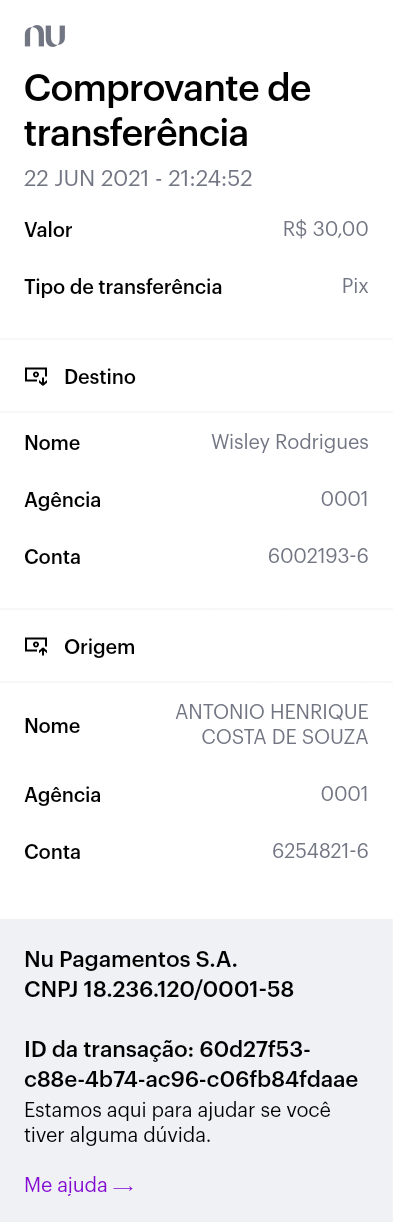 nu
Comprovante de
transferência
22 JUN 2021 - 21:24:52
Valor R$ 30,00
Tipo de transferência Pix
Destino
Nome Wisley Rodrigues
Agência 0001
Conta 6002193-6
Origem
Nome ANTONIO HENRIQUE
COSTA DE SOUZA
Agência 0001
Conta 6254821-6
Nu Pagamentos S.A.
CNPJ 18.236.120/0001-58
ID da transação: 60d27f53-
c88e-4b74-ac96-c06fb84fdaae
Estamos aqui para ajudar se você
tiver alguma dúvida.
Me ajuda →